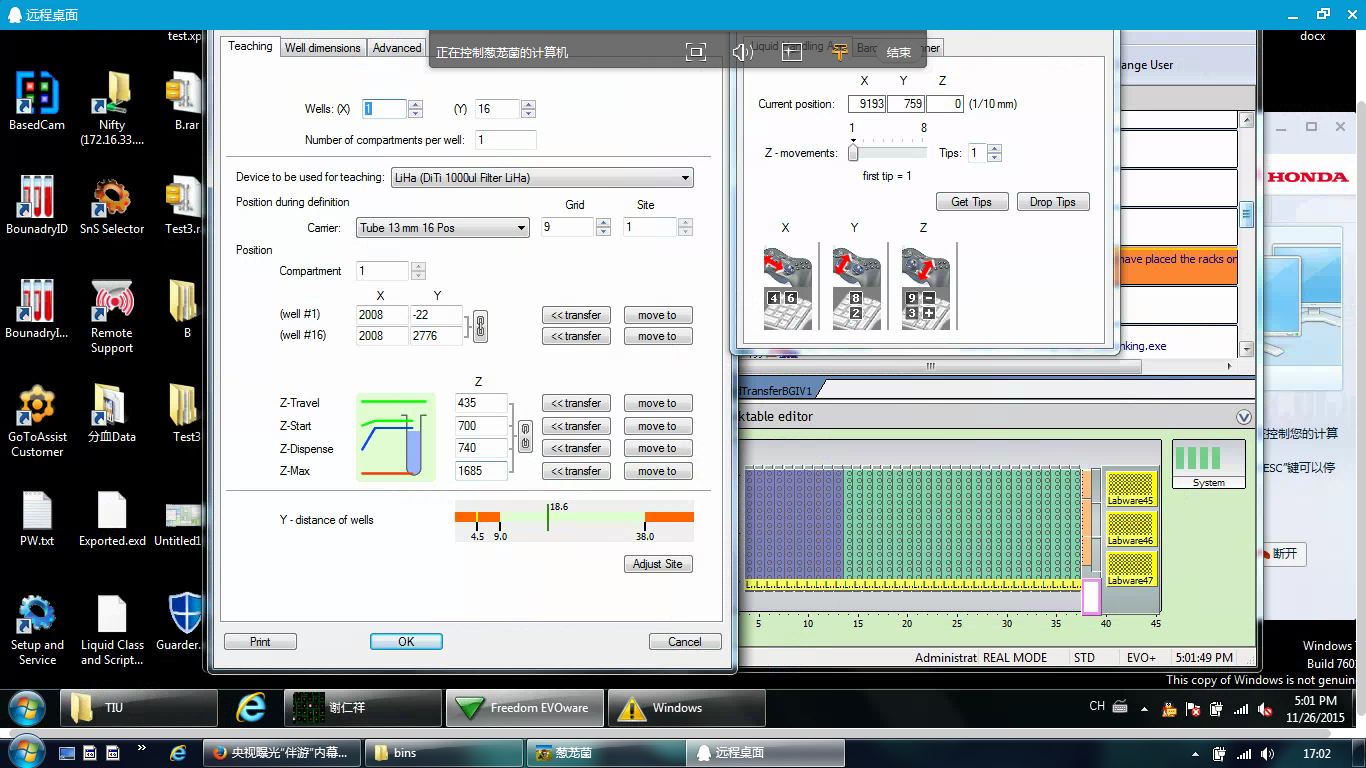 远程桌面
test.xp
docx
Teaching
Well dimensions
Advanced
正在控制葱茏菌的计算机
结束
ange User
Wells: (X) 1 (Y) 16
Number of compartments per well: 1
Device to be used for teaching: LiHa (DiTi 1000ul Filter LiHa)
Position during definition
Grid
Site
Carrier: Tube 13 mm 16 Pos 9 1
Position
Compartment 1
X Y
(well #1) 2008 -22 << transfer move to
(well #16) 2008 2776 << transfer move to
Z
Z-Travel 435 << transfer move to
Z-Start 700 << transfer move to
Z-Dispense 740 << transfer move to
Z-Max 1685 << transfer move to
Y - distance of wells
18.6
4.5 9.0 38.0
Adjust Site
Print
OK
Cancel
X Y Z
Current position: 9193 759 0 (1/10 mm)
1 8
Z - movements:
Tips: 1
first tip = 1
Get Tips
Drop Tips
X Y Z
4 6 8 2 9 - 3 +
have placed the racks on
nking.exe
HONDA
dTransferBGIV1
ktable editor
System
Labware45
Labware46
Labware47
5 10 15 20 25 30 35 40 45
Administrat REAL MODE STD EVO+ 5:01:49 PM
控制您的计算
ESC"键可以停
断开
BasedCam
Nifty
(172.16.33....
B.rar
BounadryID
SnS Selector
Test3.r
BounadryI...
Remote
Support
B
GoToAssist
Customer
分血Data
Test3
PW.txt
Exported.exd
Untitled1
Setup and
Service
Liquid Class
and Script...
Guarder.
Windows 7
Build 760
This copy of Windows is not genuin
TIU
谢仁祥
Freedom EVOware
Windows
CH
5:01 PM
11/26/2015
央视曝光“伴游”内幕...
bins
葱茏菌
远程桌面
17:02